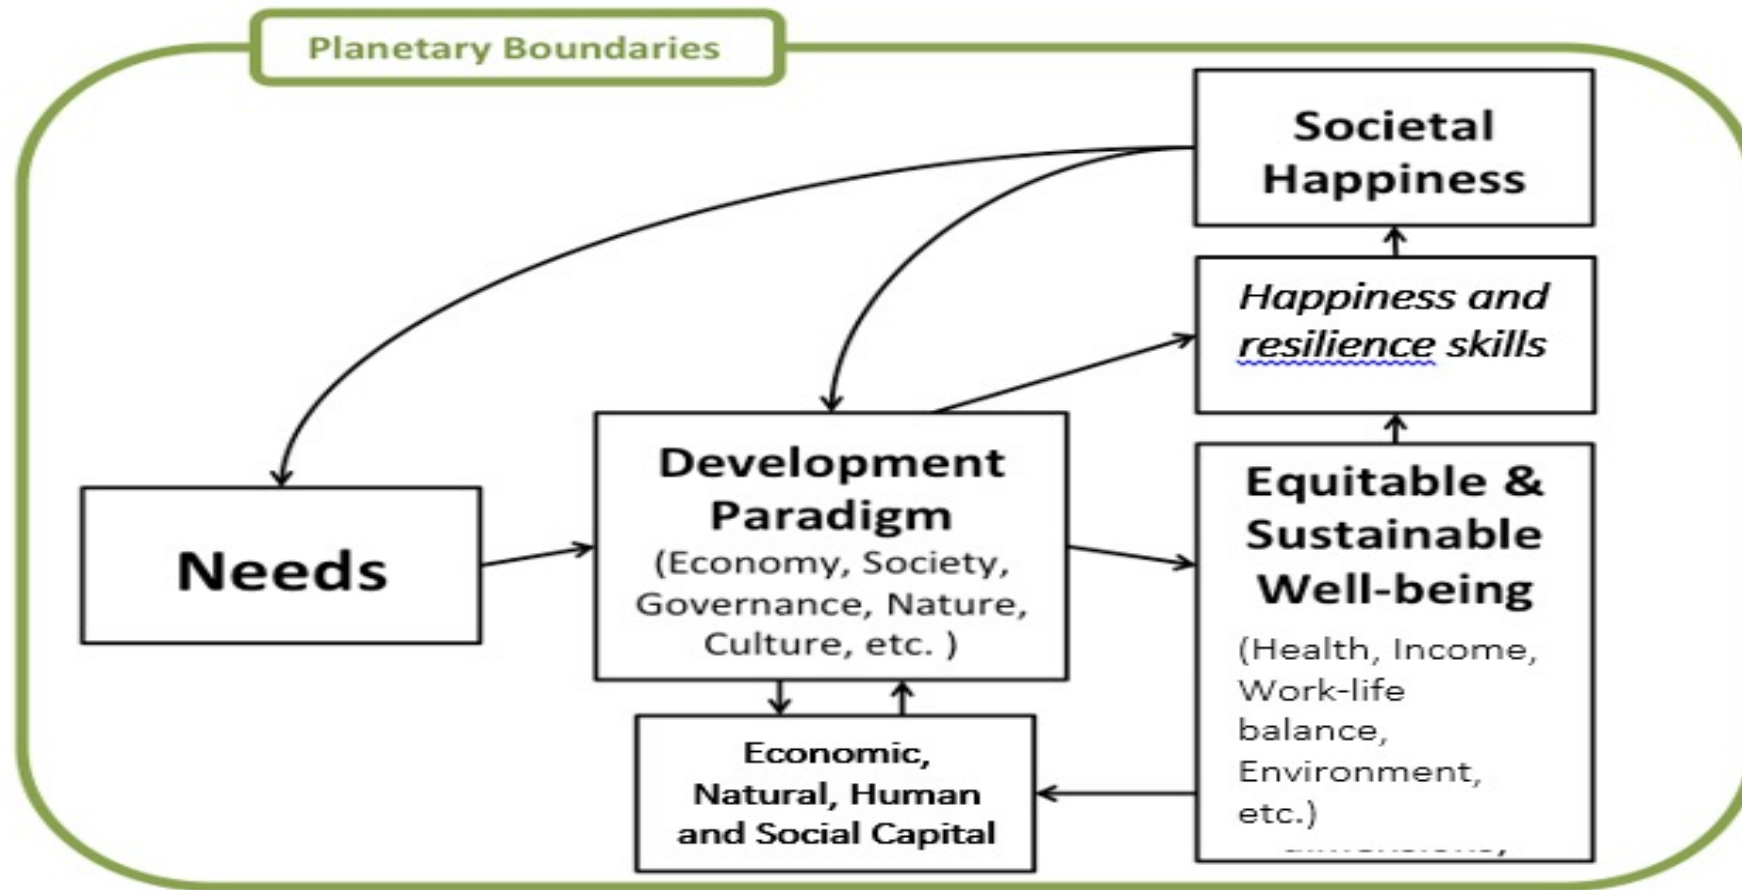 Planetary Boundaries
Societal
Happiness
Happiness and
resilience skills
Development
Paradigm
(Economy, Society,
Governance, Nature,
Culture, etc. )
Equitable &
Sustainable
Well-being
(Health, Income,
Work-life
balance,
Environment,
etc.)
Needs
Economic,
Natural, Human
and Social Capital